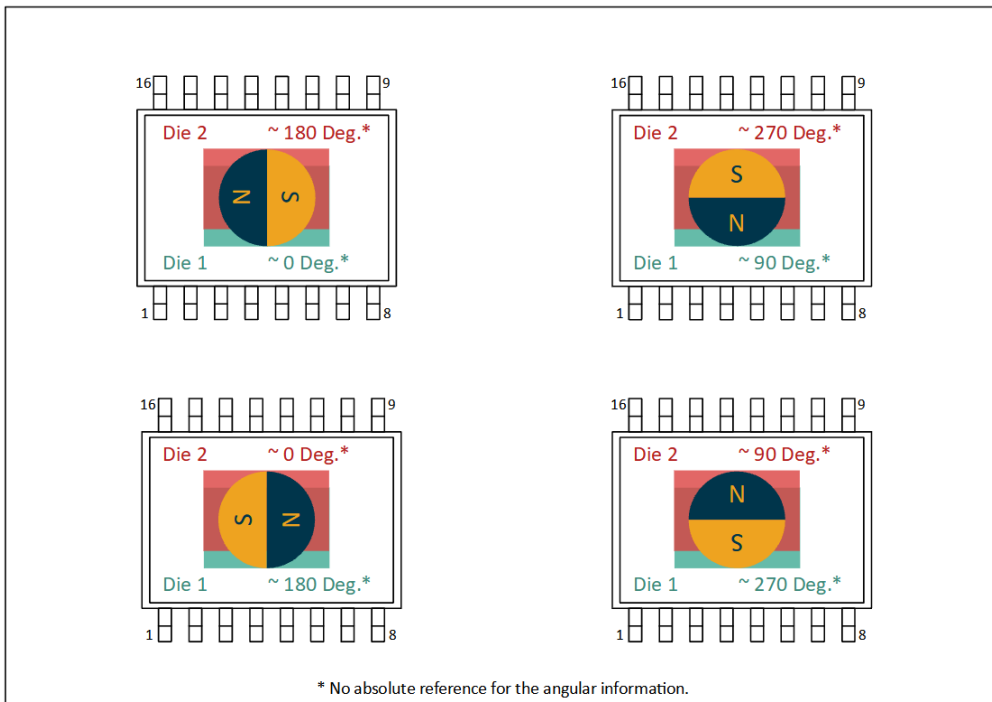 16 9
Die 2 ~ 180 Deg.*
N S
Die 1 ~ 0 Deg.*
1 8
16 9
Die 2 ~ 270 Deg.*
S
N
Die 1 ~ 90 Deg.*
1 8
16 9
Die 2 ~ 0 Deg.*
S N
Die 1 ~ 180 Deg.*
1 8
16 9
Die 2 ~ 90 Deg.*
N
S
Die 1 ~ 270 Deg.*
1 8
* No absolute reference for the angular information.